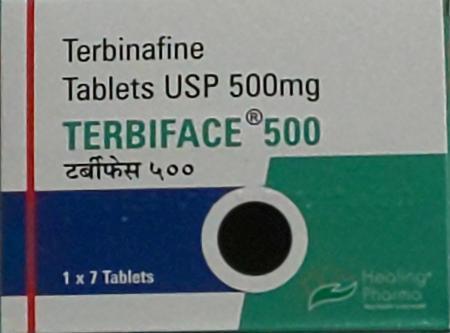 Terbinafine
Tablets USP 500mg
TERBIFACE® 500
टर्बीफेस ५००
1 x 7 Tablets
Healing®
Pharma